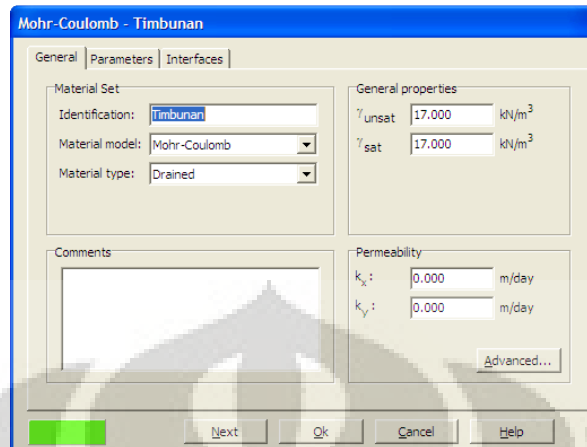 Mohr-Coulomb - Timbunan
General Parameters Interfaces
Material Set
Identification: Timbunan
Material model: Mohr-Coulomb
Material type: Drained
General properties
γunsat 17.000 kN/m³
γsat 17.000 kN/m³
Comments
Permeability
kx: 0.000 m/day
ky: 0.000 m/day
Advanced...
Next Ok Cancel Help